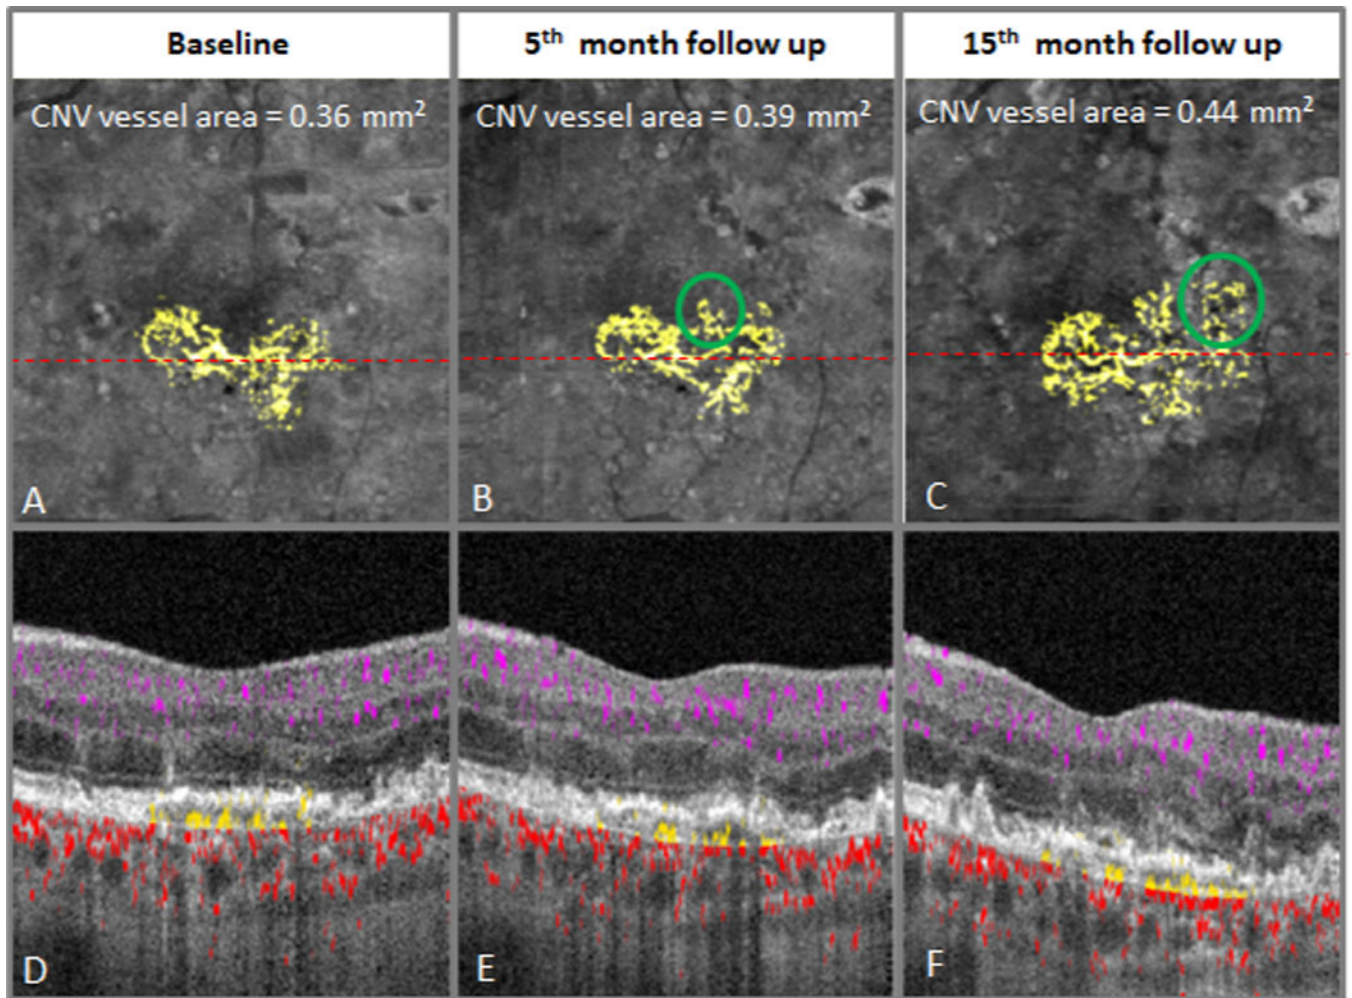 Baseline
5th month follow up
15th month follow up
CNV vessel area = 0.36 mm²
CNV vessel area = 0.39 mm²
CNV vessel area = 0.44 mm²
A
B
C
D
E
F